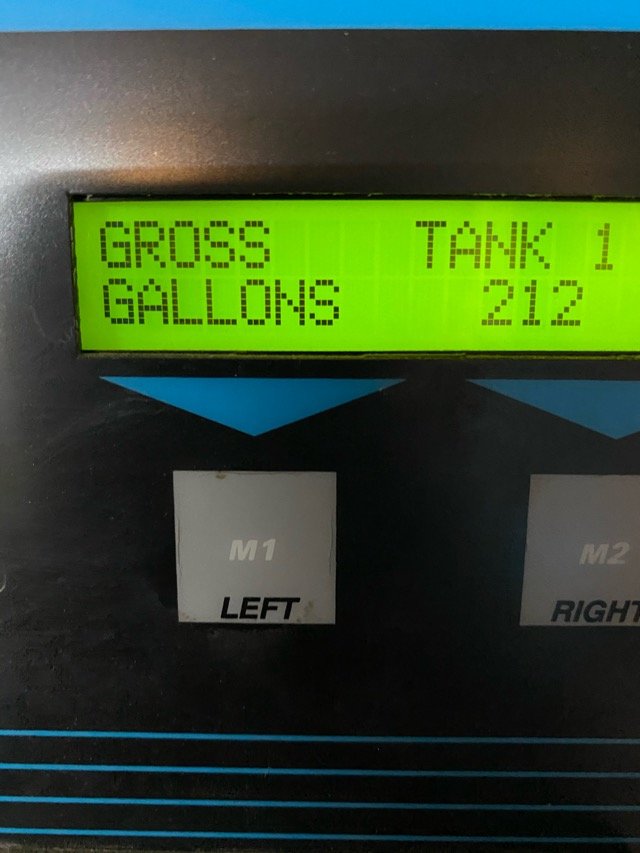 GROSS TANK 1
GALLONS 212
M1 M2
LEFT RIGHT